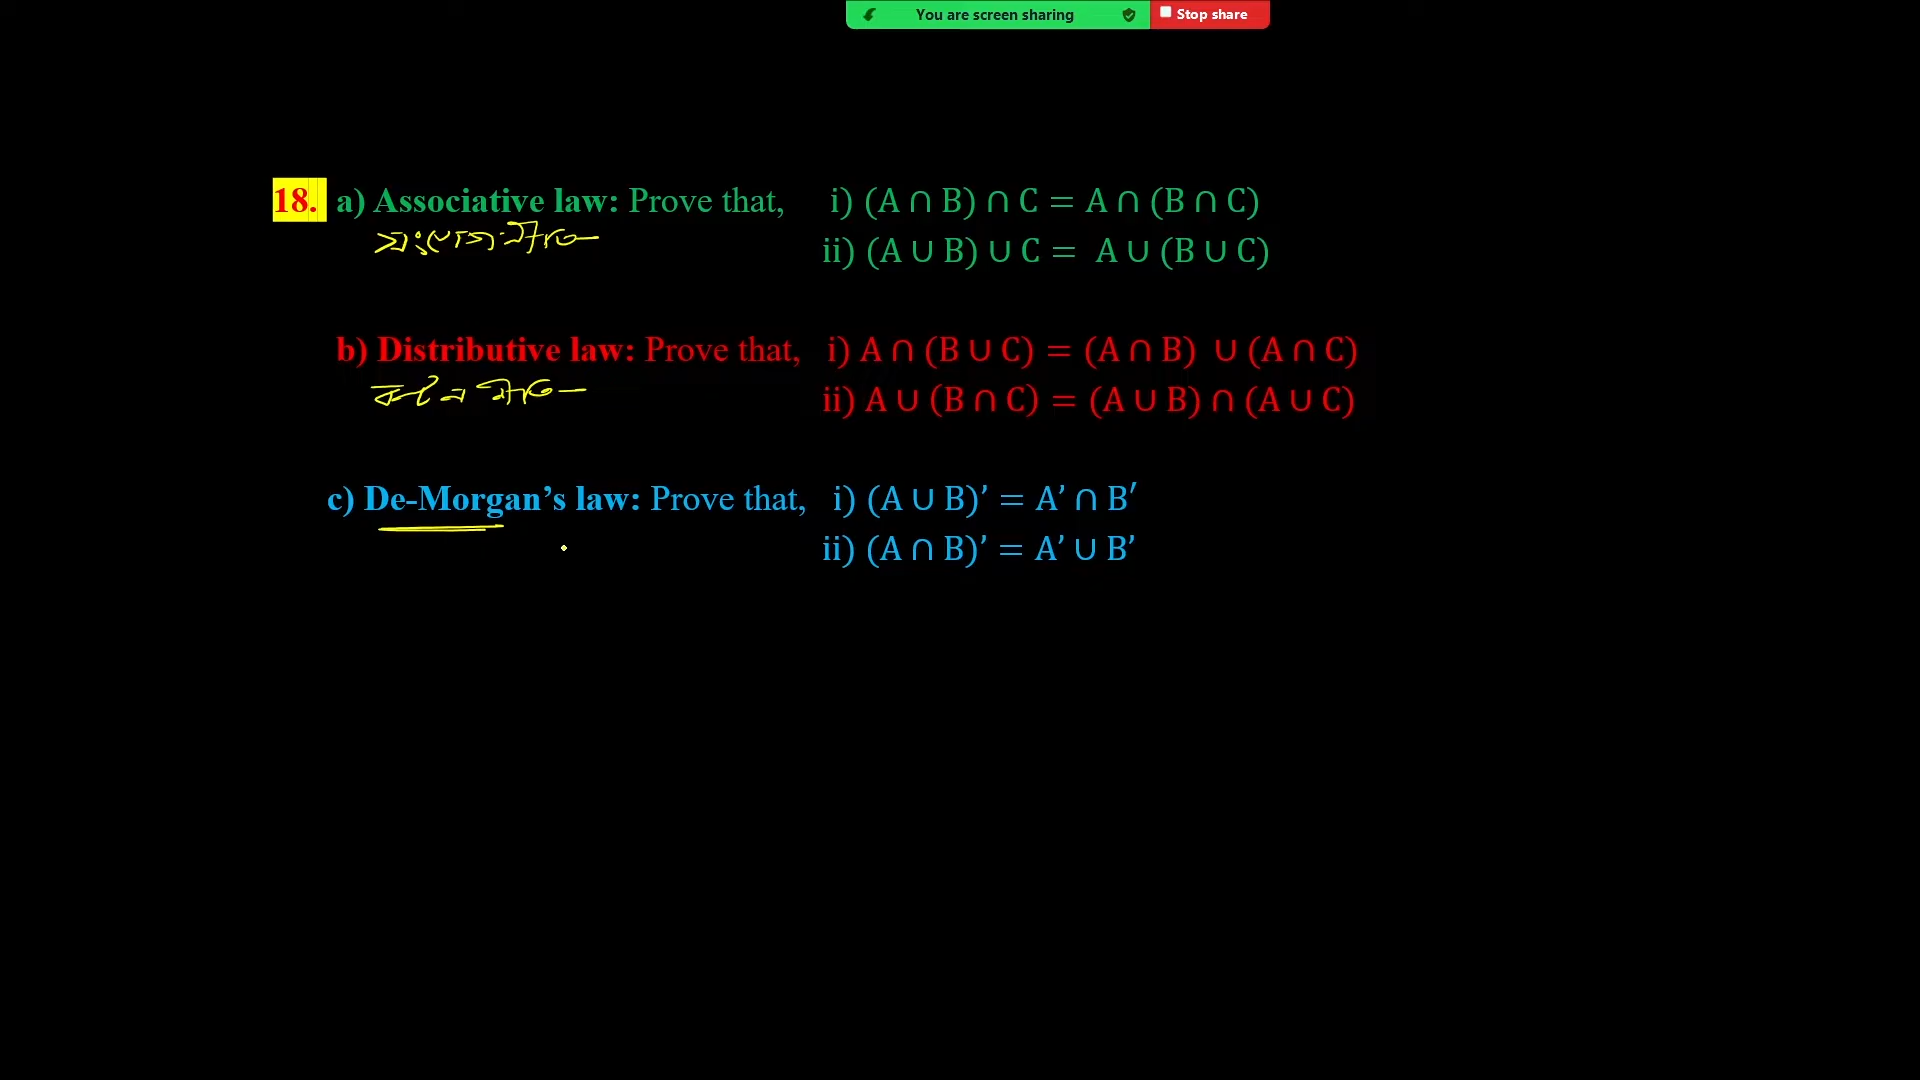 You are screen sharing Stop share
18. a) Associative law: Prove that, i) (A ∩ B) ∩ C = A ∩ (B ∩ C)
ii) (A ∪ B) ∪ C = A ∪ (B ∪ C)
b) Distributive law: Prove that, i) A ∩ (B ∪ C) = (A ∩ B) ∪ (A ∩ C)
ii) A ∪ (B ∩ C) = (A ∪ B) ∩ (A ∪ C)
c) De-Morgan’s law: Prove that, i) (A ∪ B)’ = A’ ∩ B′
ii) (A ∩ B)’ = A’ ∪ B’